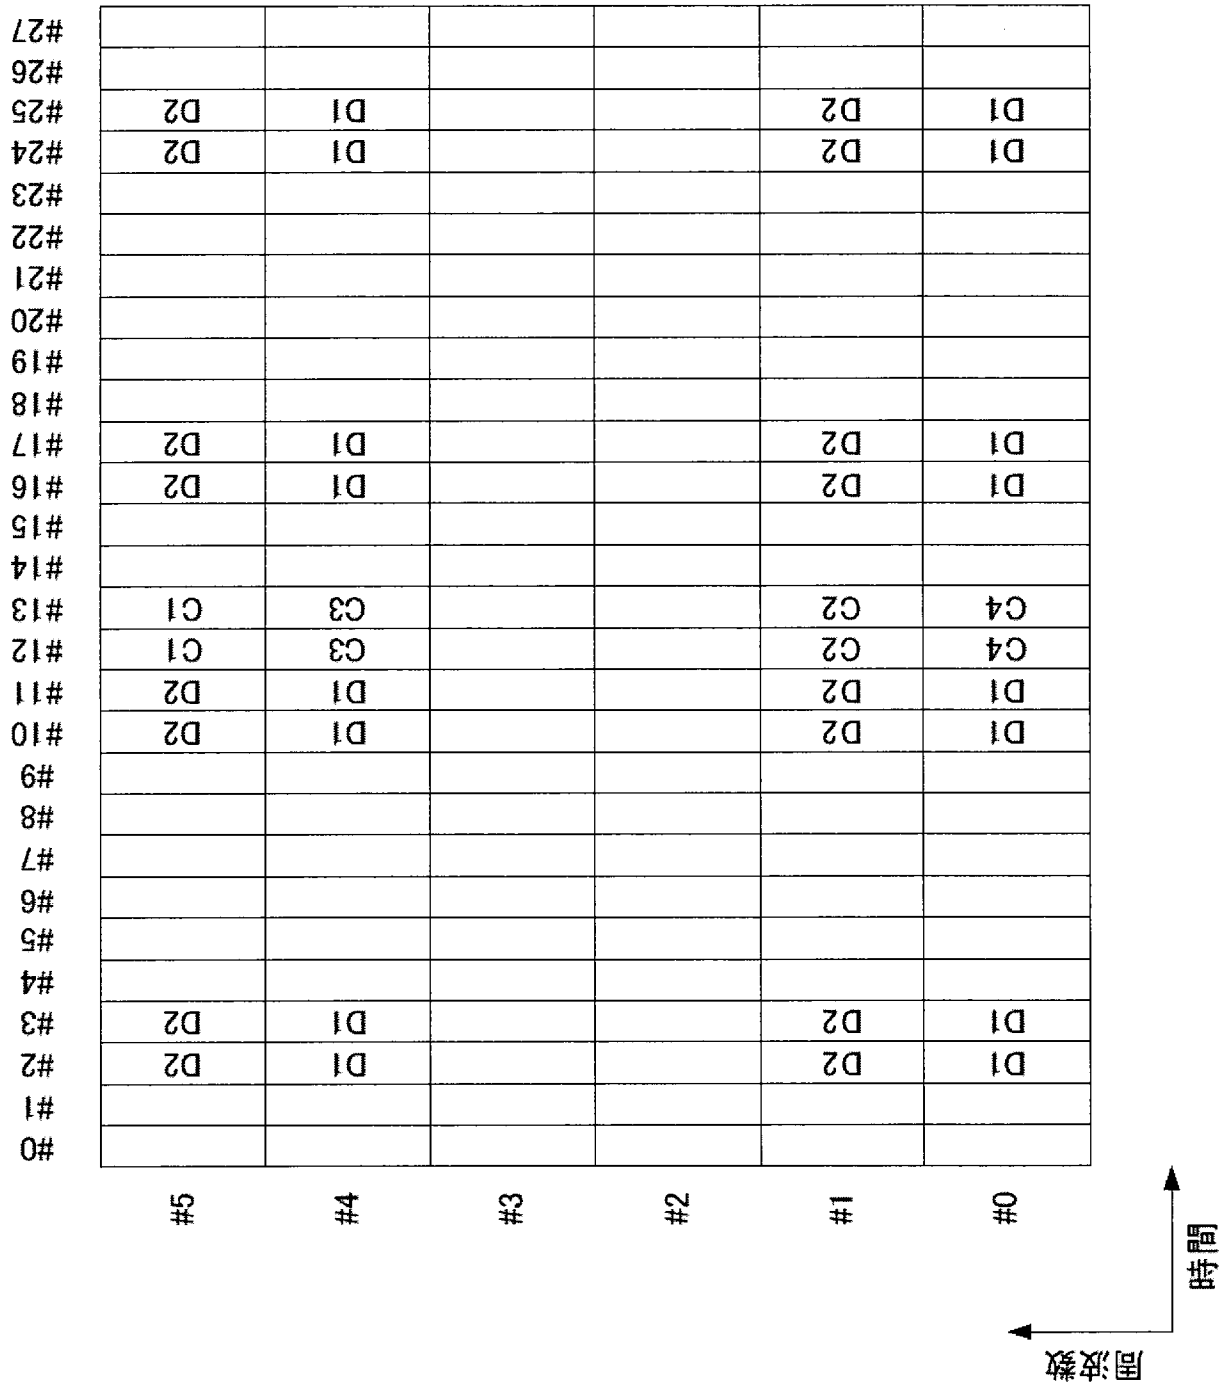 #27
#26
#25 D2 D1 D2 D1
#24 D2 D1 D2 D1
#23
#22
#21
#20
#19
#18
#17 D2 D1 D2 D1
#16 D2 D1 D2 D1
#15
#14
#13 C1 C3 C2 C4
#12 C1 C3 C2 C4
#11 D2 D1 D2 D1
#10 D2 D1 D2 D1
#9
#8
#7
#6
#5
#4
#3 D2 D1 D2 D1
#2 D2 D1 D2 D1
#1
#0
#5 #4 #3 #2 #1 #0
時間
周波数